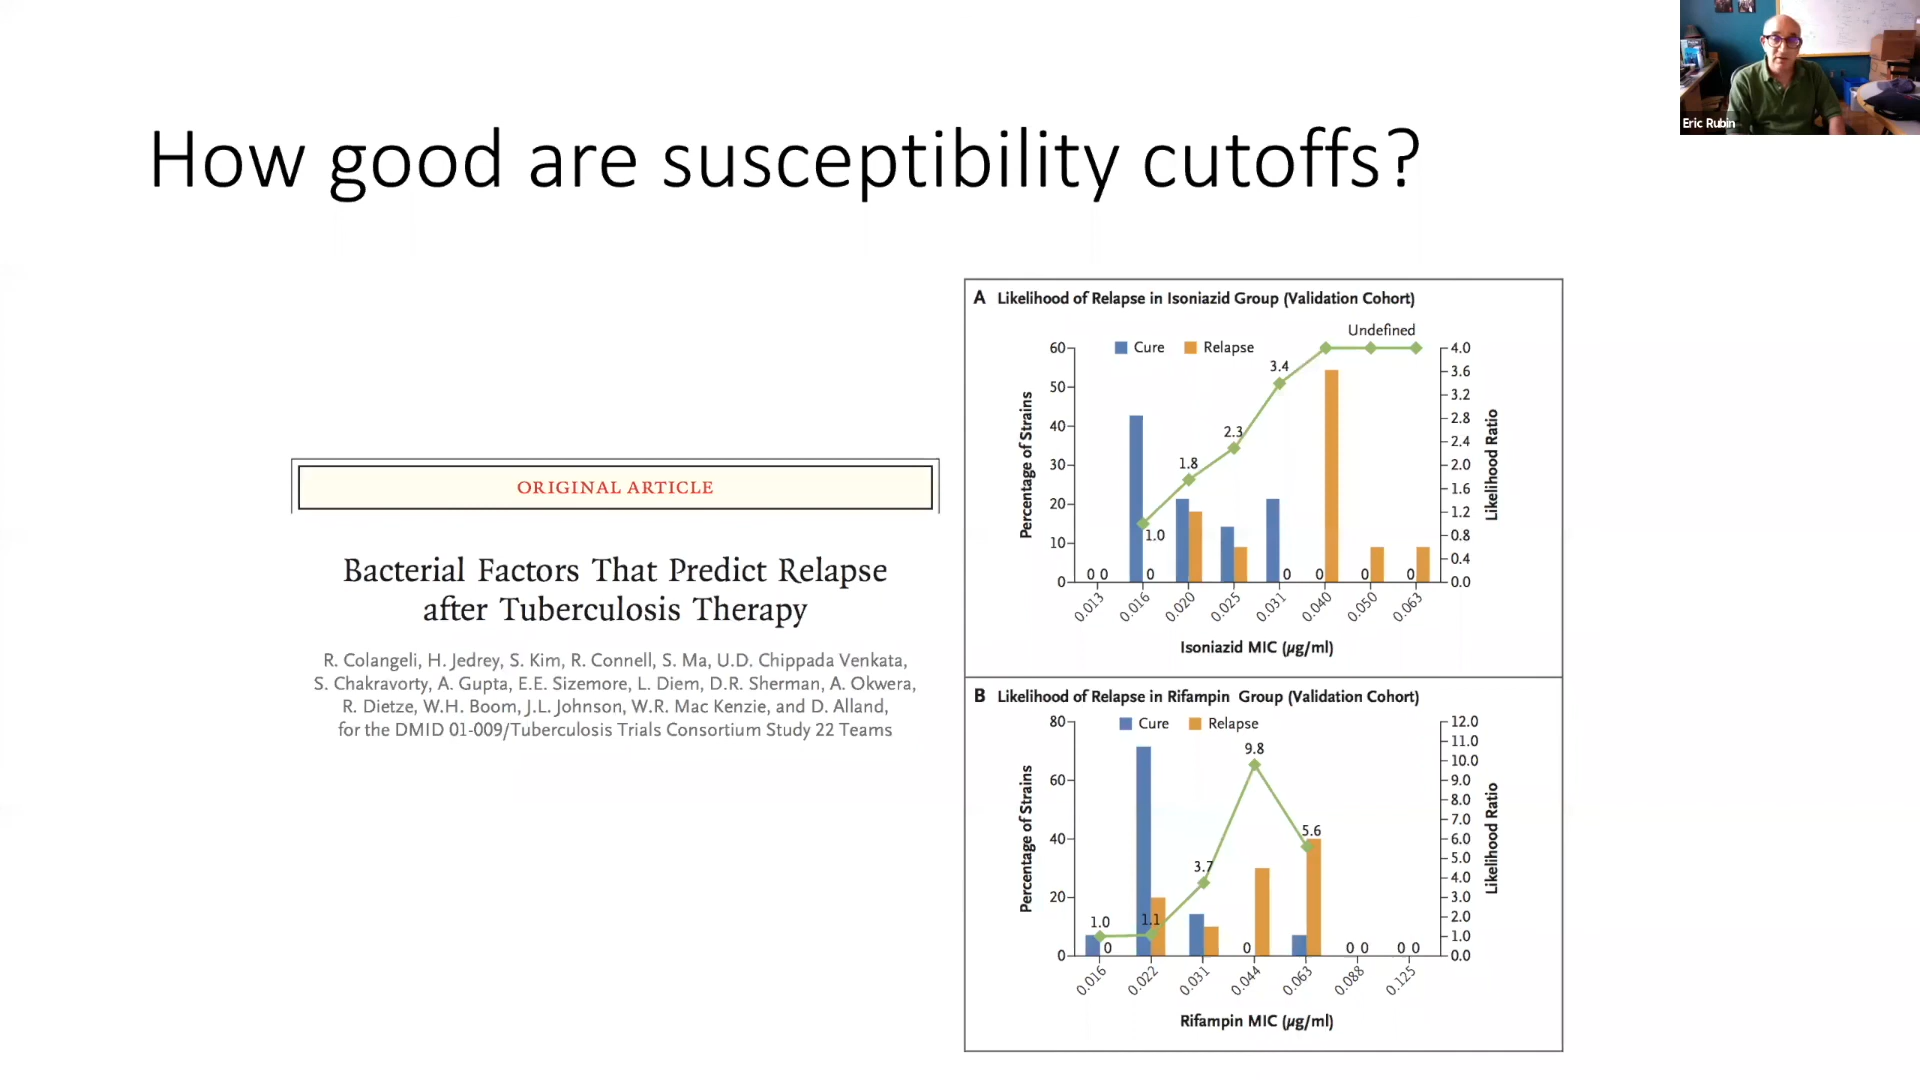 Eric Rubin
How good are susceptibility cutoffs?
ORIGINAL ARTICLE
Bacterial Factors That Predict Relapse
after Tuberculosis Therapy
R. Colangeli, H. Jedrey, S. Kim, R. Connell, S. Ma, U.D. Chippada Venkata,
S. Chakravorty, A. Gupta, E.E. Sizemore, L. Diem, D.R. Sherman, A. Okwera,
R. Dietze, W.H. Boom, J.L. Johnson, W.R. Mac Kenzie, and D. Alland,
for the DMID 01-009/Tuberculosis Trials Consortium Study 22 Teams
A Likelihood of Relapse in Isoniazid Group (Validation Cohort)
Undefined
Cure Relapse
Percentage of Strains
60
50
40
30
20
10
0
1.0
1.8
2.3
3.4
0 0 0 0 0 0 0
4.0
3.6
3.2
2.8
2.4
2.0
1.6
1.2
0.8
0.4
0.0
Likelihood Ratio
0.013 0.016 0.020 0.025 0.031 0.040 0.050 0.063
Isoniazid MIC (µg/ml)
B Likelihood of Relapse in Rifampin Group (Validation Cohort)
Cure Relapse
Percentage of Strains
80
60
40
20
0
1.0
1.1
3.7
9.8
5.6
0 0 0 0 0 0
12.0
11.0
10.0
9.0
8.0
7.0
6.0
5.0
4.0
3.0
2.0
1.0
0.0
Likelihood Ratio
0.016 0.022 0.031 0.044 0.063 0.088 0.125
Rifampin MIC (µg/ml)